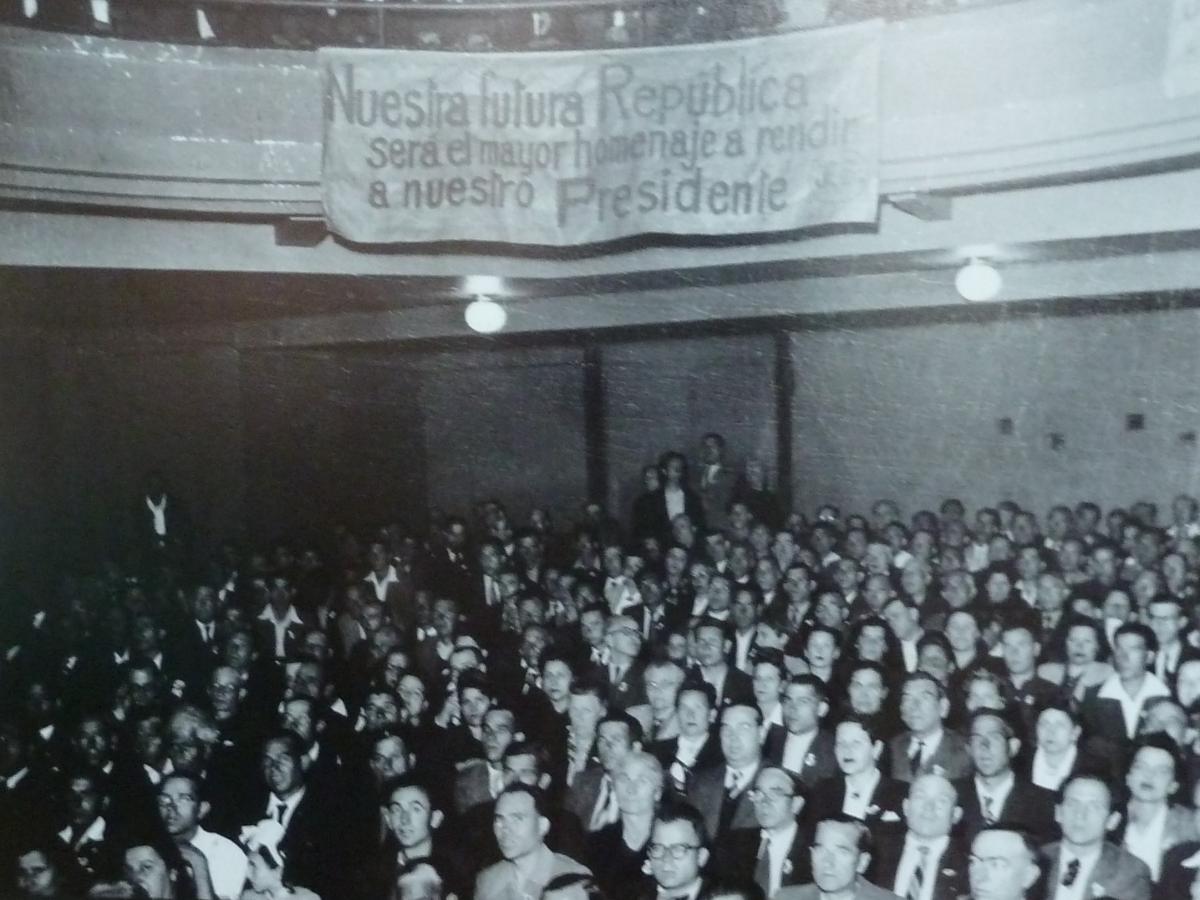 Nuestra futura República
será el mayor homenaje a rendir
a nuestro Presidente